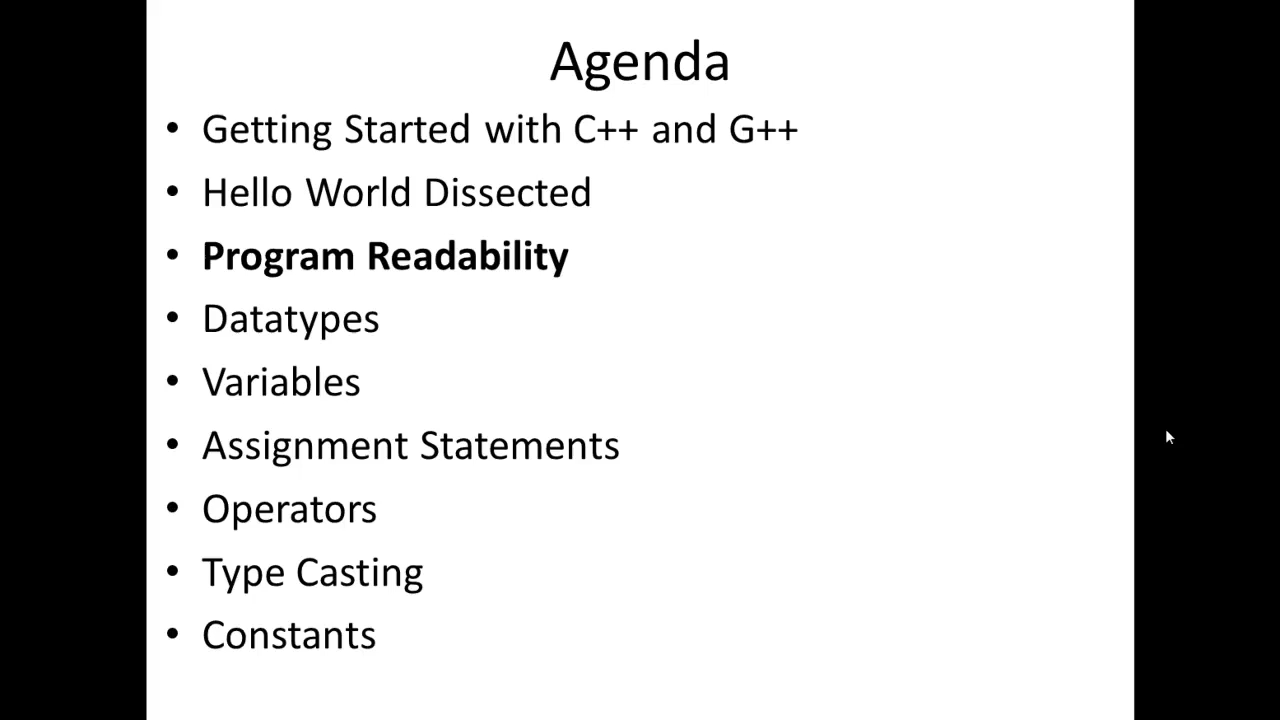 Agenda
• Getting Started with C++ and G++
• Hello World Dissected
• Program Readability
• Datatypes
• Variables
• Assignment Statements
• Operators
• Type Casting
• Constants